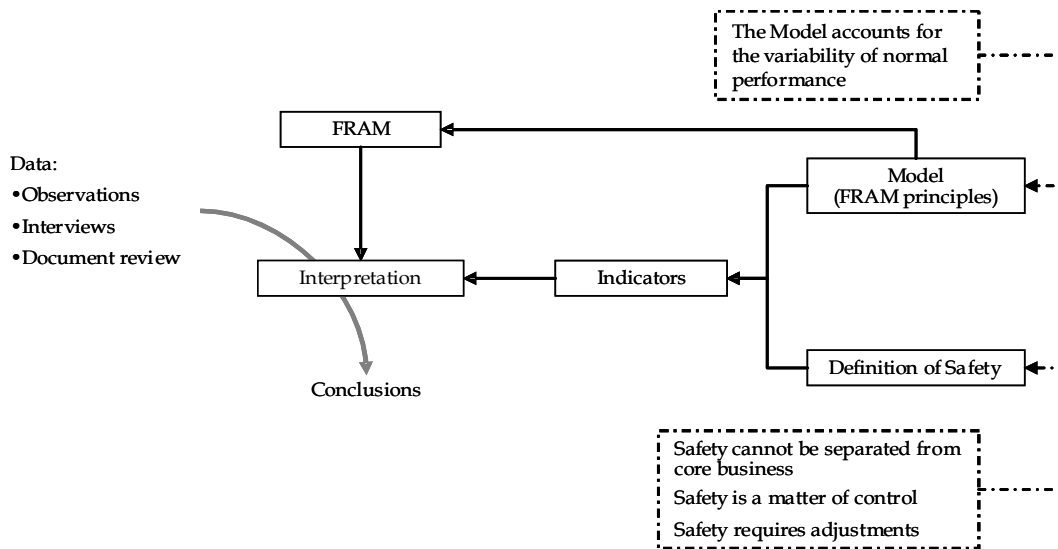 The Model accounts for
the variability of normal
performance
FRAM
Data:
•Observations
•Interviews
•Document review
Model
(FRAM principles)
Interpretation
Indicators
Definition of Safety
Conclusions
Safety cannot be separated from
core business
Safety is a matter of control
Safety requires adjustments